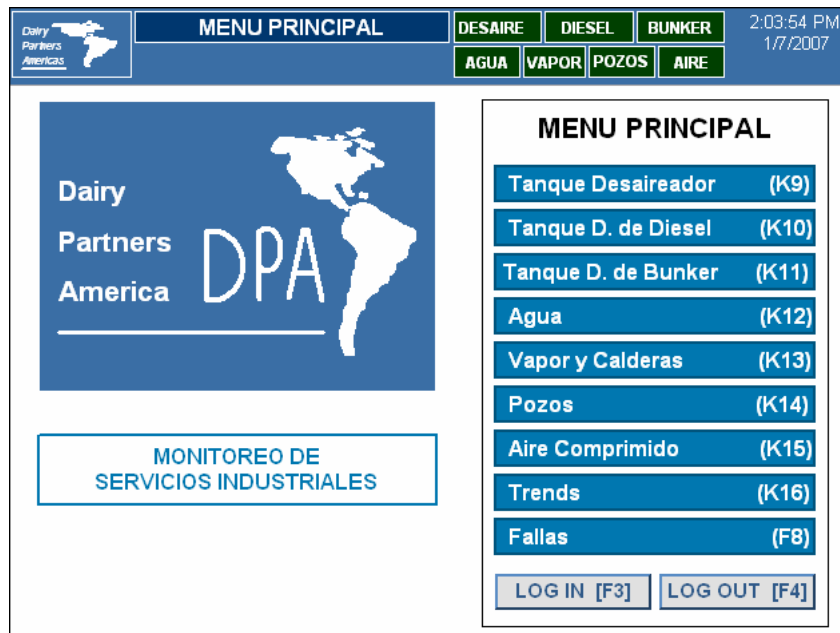 Dairy
Partners
Americas
MENU PRINCIPAL
DESAIRE DIESEL BUNKER
AGUA VAPOR POZOS AIRE
2:03:54 PM
1/7/2007
Dairy
Partners
America
DPA
MONITOREO DE
SERVICIOS INDUSTRIALES
MENU PRINCIPAL
Tanque Desaireador (K9)
Tanque D. de Diesel (K10)
Tanque D. de Bunker (K11)
Agua (K12)
Vapor y Calderas (K13)
Pozos (K14)
Aire Comprimido (K15)
Trends (K16)
Fallas (F8)
LOG IN [F3] LOG OUT [F4]